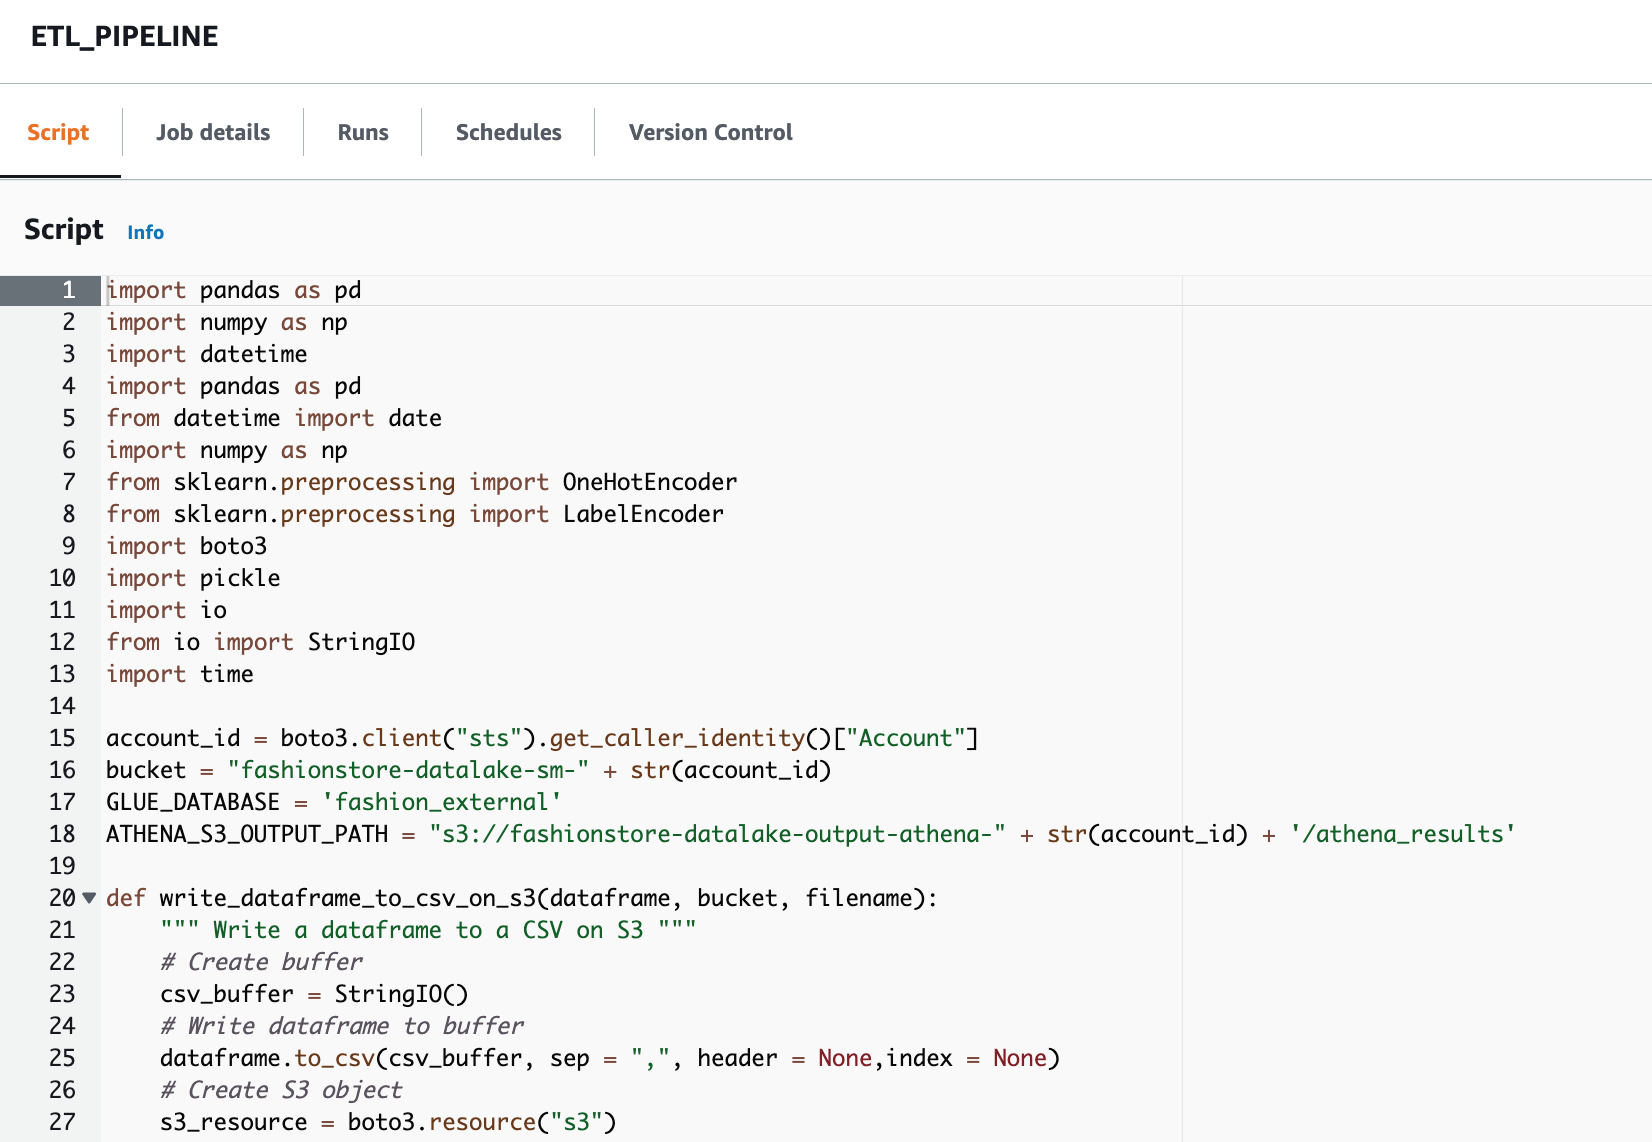 ETL_PIPELINE
Script Job details Runs Schedules Version Control
Script Info
1 import pandas as pd
2 import numpy as np
3 import datetime
4 import pandas as pd
5 from datetime import date
6 import numpy as np
7 from sklearn.preprocessing import OneHotEncoder
8 from sklearn.preprocessing import LabelEncoder
9 import boto3
10 import pickle
11 import io
12 from io import StringIO
13 import time
14
15 account_id = boto3.client("sts").get_caller_identity()["Account"]
16 bucket = "fashionstore-datalake-sm-" + str(account_id)
17 GLUE_DATABASE = 'fashion_external'
18 ATHENA_S3_OUTPUT_PATH = "s3://fashionstore-datalake-output-athena-" + str(account_id) + '/athena_results'
19
20 def write_dataframe_to_csv_on_s3(dataframe, bucket, filename):
21     """ Write a dataframe to a CSV on S3 """
22     # Create buffer
23     csv_buffer = StringIO()
24     # Write dataframe to buffer
25     dataframe.to_csv(csv_buffer, sep = ",", header = None,index = None)
26     # Create S3 object
27     s3_resource = boto3.resource("s3")